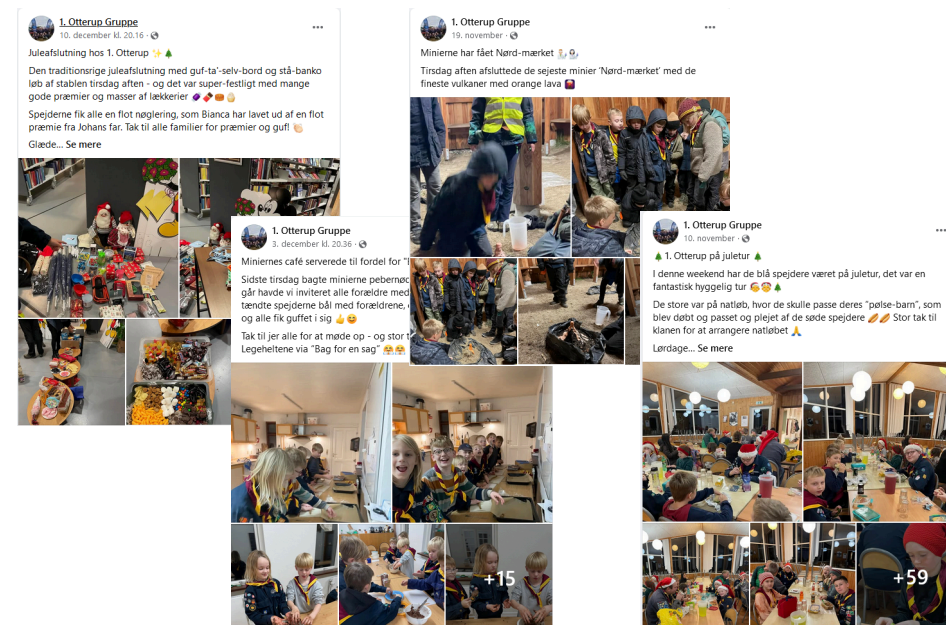 1. Otterup Gruppe
10. december kl. 20.16 ·
Juleafslutning hos 1. Otterup
Den traditionsrige juleafslutning med guf-ta'-selv-bord og stå-banko
løb af stablen tirsdag aften - og det var super-festligt med mange
gode præmier og masser af lækkerier
Spejderne fik alle en flot nøglering, som Bianca har lavet ud af en flot
præmie fra Johans far. Tak til alle familier for præmier og guf!
Glæde... Se mere
1. Otterup Gruppe
19. november ·
Minierne har fået Nørd-mærket
Tirsdag aften afsluttede de sejeste minier 'Nørd-mærket' med de
fineste vulkaner med orange lava
1. Otterup Gruppe
3. december kl. 20.36 ·
Miniernes café serverede til fordel for
Sidste tirsdag bagte minierne pebernød
går havde vi inviteret alle forældre med
tændte spejderne bål med forældrene,
og alle fik guffet i sig
Tak til jer alle for at møde op - og stor t
Legeheltene via "Bag for en sag"
+15
1. Otterup Gruppe
10. november ·
1. Otterup på juletur
I denne weekend har de blå spejdere været på juletur, det var en
fantastisk hyggelig tur
De store var på natløb, hvor de skulle passe deres "pølse-barn", som
blev døbt og passet og plejet af de søde spejdere Stor tak til
klanen for at arrangere natløbet
Lørdage... Se mere
+59